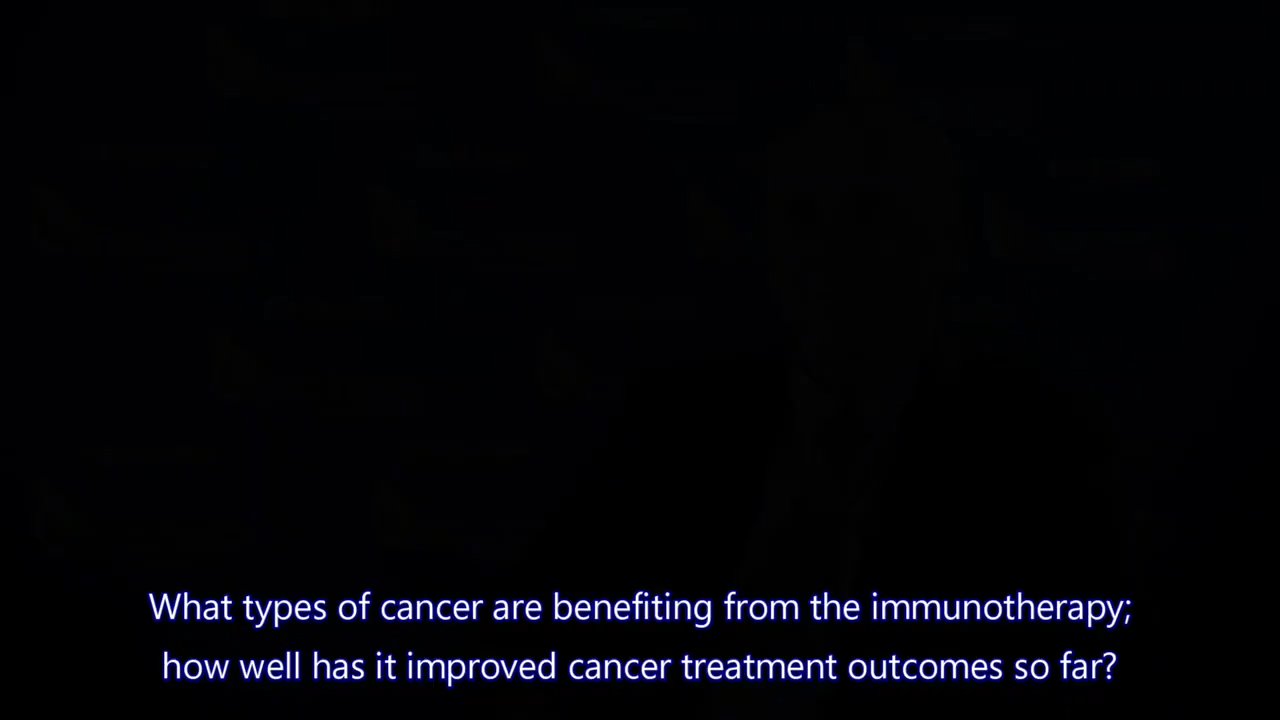 What types of cancer are benefiting from the immunotherapy;
how well has it improved cancer treatment outcomes so far?